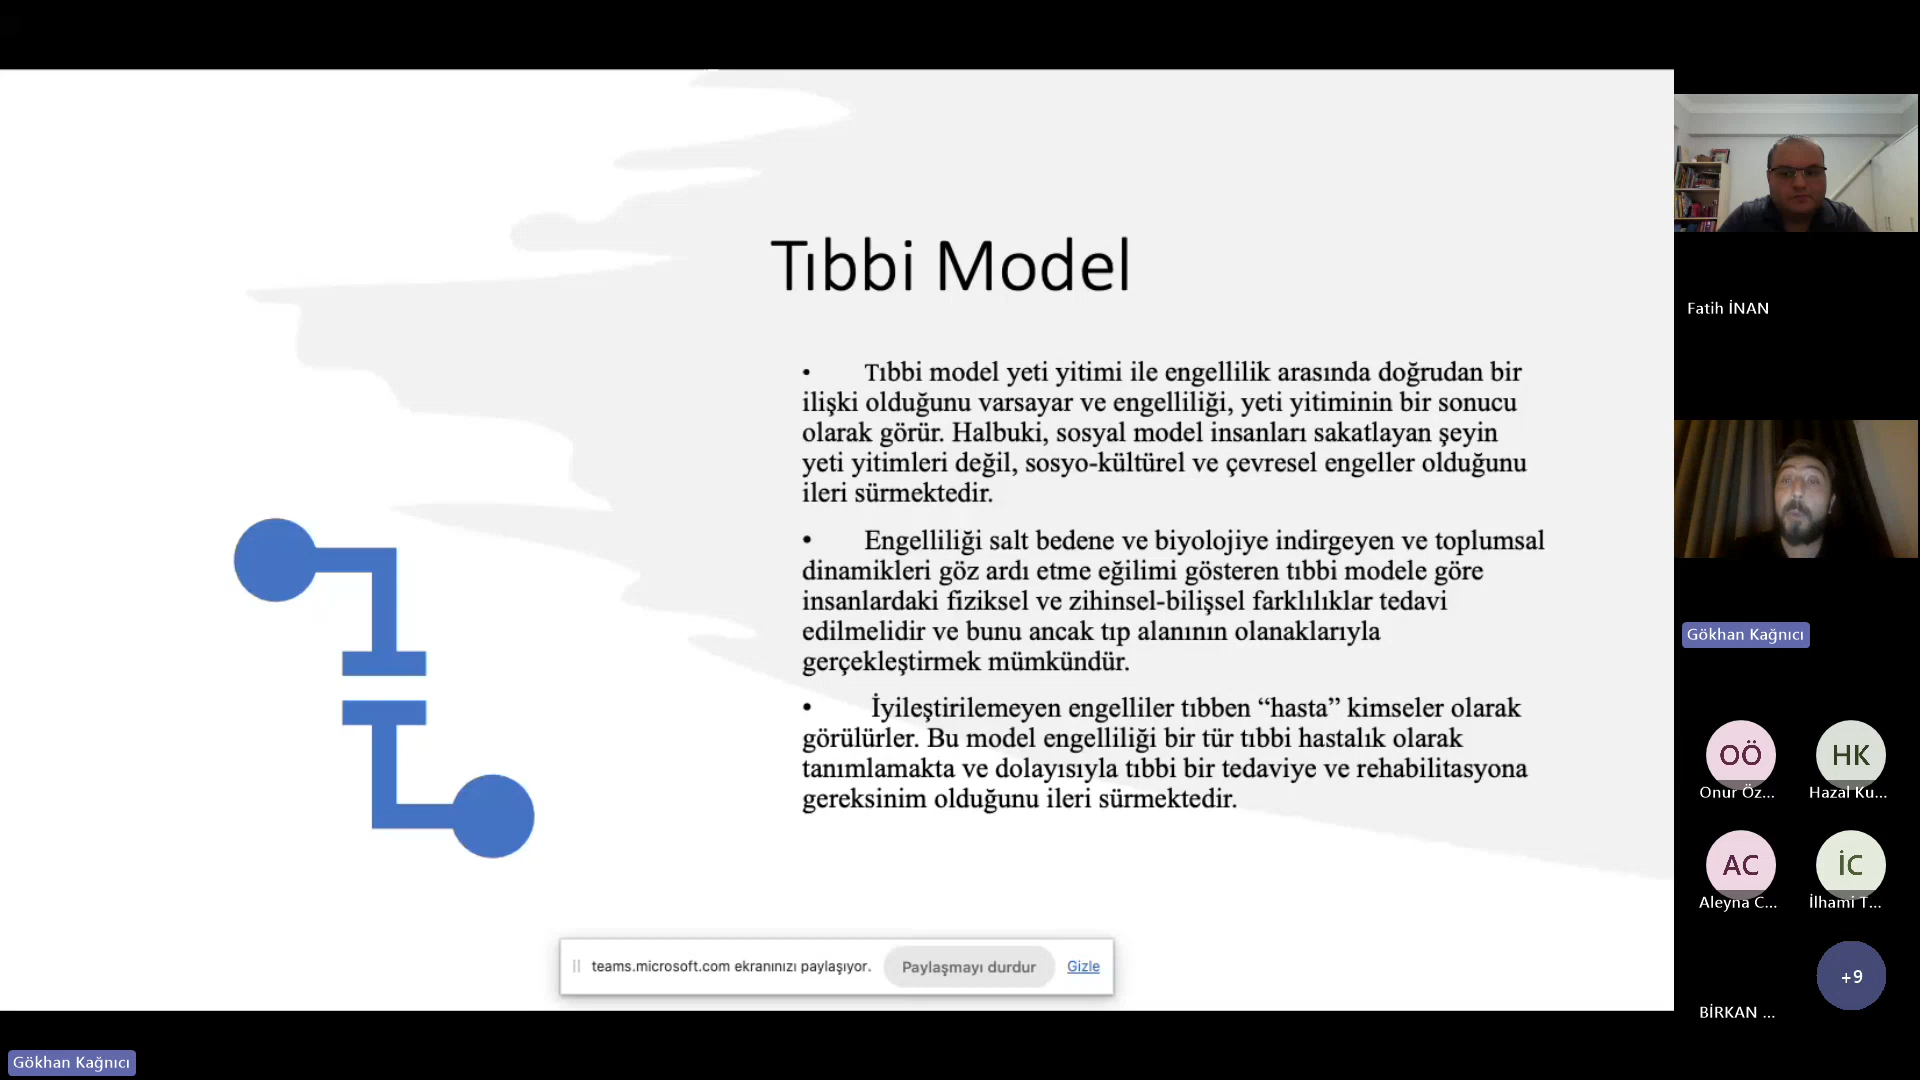 Tıbbi Model
• Tıbbi model yeti yitimi ile engellilik arasında doğrudan bir
ilişki olduğunu varsayar ve engelliliği, yeti yitiminin bir sonucu
olarak görür. Halbuki, sosyal model insanları sakatlayan şeyin
yeti yitimleri değil, sosyo-kültürel ve çevresel engeller olduğunu
ileri sürmektedir.
• Engelliliği salt bedene ve biyolojiye indirgeyen ve toplumsal
dinamikleri göz ardı etme eğilimi gösteren tıbbi modele göre
insanlardaki fiziksel ve zihinsel-bilişsel farklılıklar tedavi
edilmelidir ve bunu ancak tıp alanının olanaklarıyla
gerçekleştirmek mümkündür.
• İyileştirilemeyen engelliler tıbben “hasta” kimseler olarak
görülürler. Bu model engelliliği bir tür tıbbi hastalık olarak
tanımlamakta ve dolayısıyla tıbbi bir tedaviye ve rehabilitasyona
gereksinim olduğunu ileri sürmektedir.
teams.microsoft.com ekranınızı paylaşıyor. Paylaşmayı durdur Gizle
Gökhan Kağnıcı
Fatih İNAN
Gökhan Kağnıcı
OÖ HK
Onur Öz... Hazal Ku...
AC İC
Aleyna C... İlhami T...
+9
BİRKAN ...